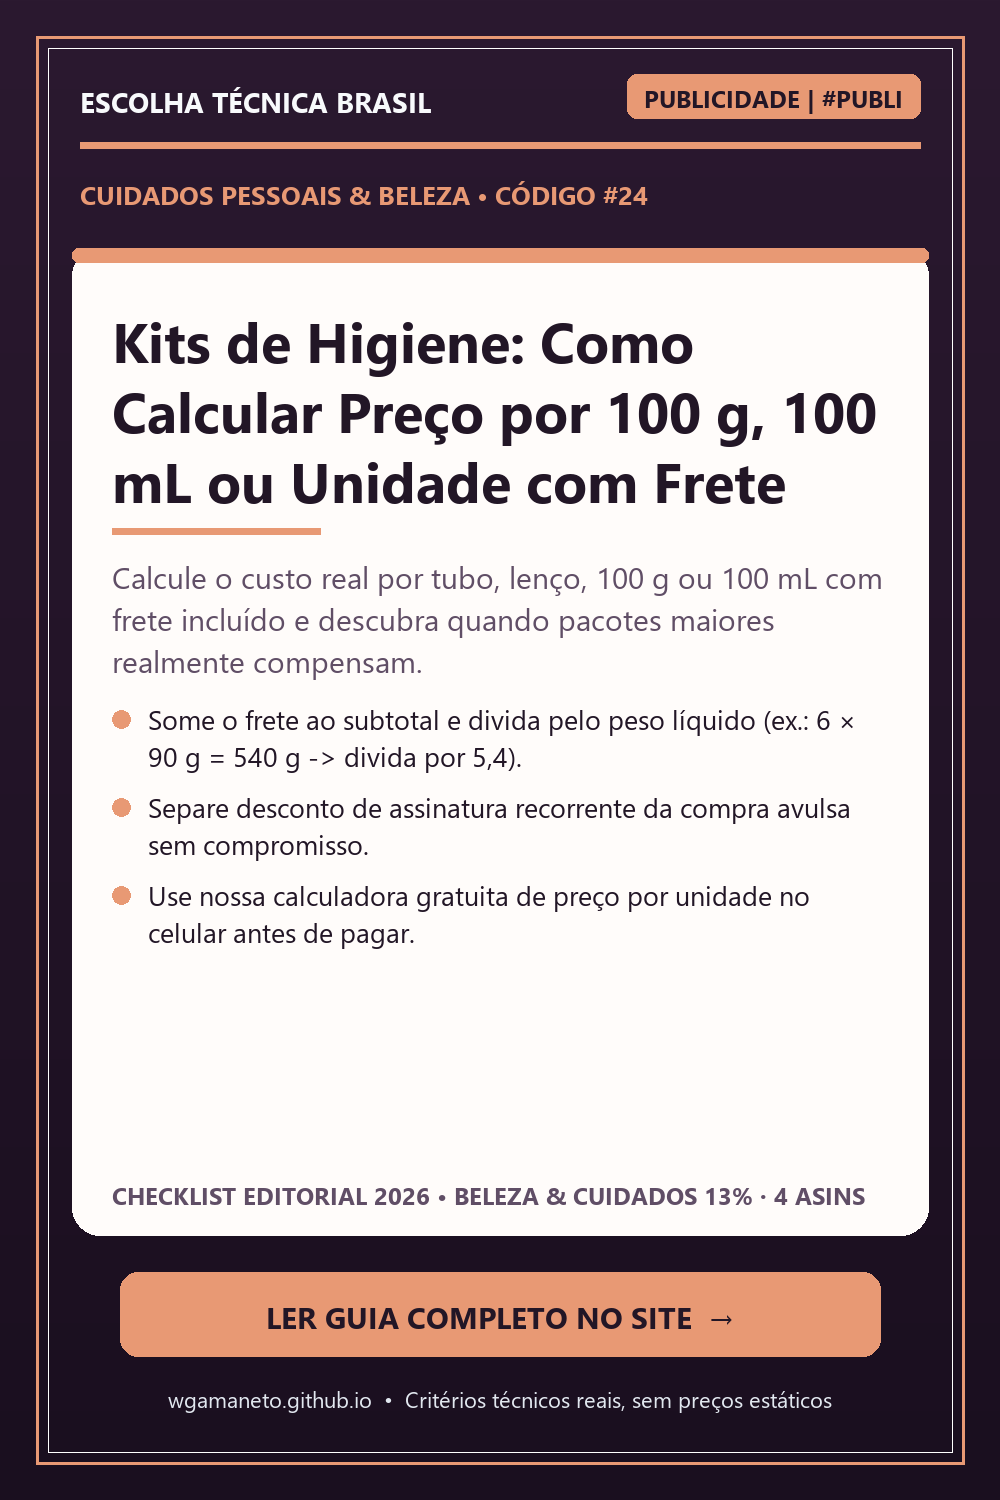 ESCOLHA TÉCNICA BRASIL
PUBLICIDADE | #PUBLI
CUIDADOS PESSOAIS & BELEZA • CÓDIGO #24
Kits de Higiene: Como
Calcular Preço por 100 g, 100
mL ou Unidade com Frete
Calcule o custo real por tubo, lenço, 100 g ou 100 mL com
frete incluído e descubra quando pacotes maiores
realmente compensam.
Some o frete ao subtotal e divida pelo peso líquido (ex.: 6 ×
90 g = 540 g -> divida por 5,4).
Separe desconto de assinatura recorrente da compra avulsa
sem compromisso.
Use nossa calculadora gratuita de preço por unidade no
celular antes de pagar.
CHECKLIST EDITORIAL 2026 • BELEZA & CUIDADOS 13% · 4 ASINS
LER GUIA COMPLETO NO SITE →
wgamaneto.github.io • Critérios técnicos reais, sem preços estáticos